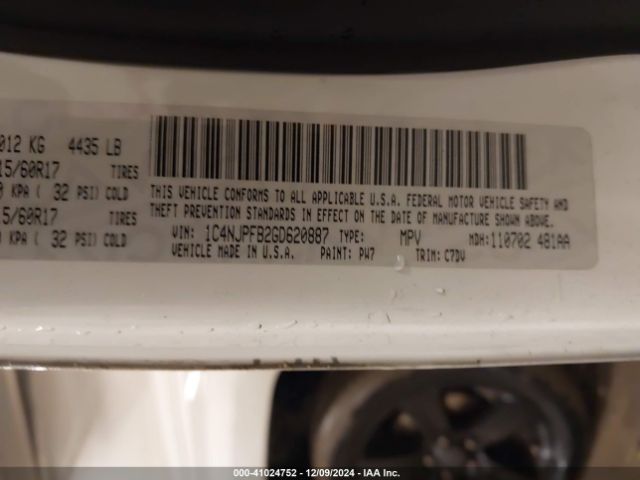 012 KG 4435 LB
15/60R17 TIRES
0 KPA ( 32 PSI) COLD
5/60R17 TIRES
KPA ( 32 PSI) COLD
THIS VEHICLE CONFORMS TO ALL APPLICABLE U.S.A. FEDERAL MOTOR VEHICLE SAFETY AND
THEFT PREVENTION STANDARDS IN EFFECT ON THE DATE OF MANUFACTURE SHOWN ABOVE.
VIN: 1C4NJPFB2GD620887 TYPE: MPV MDH:110702 481AA
VEHICLE MADE IN U.S.A. PAINT: PW7 TRIM: C7DV
000-41024752 - 12/09/2024 - IAA Inc.